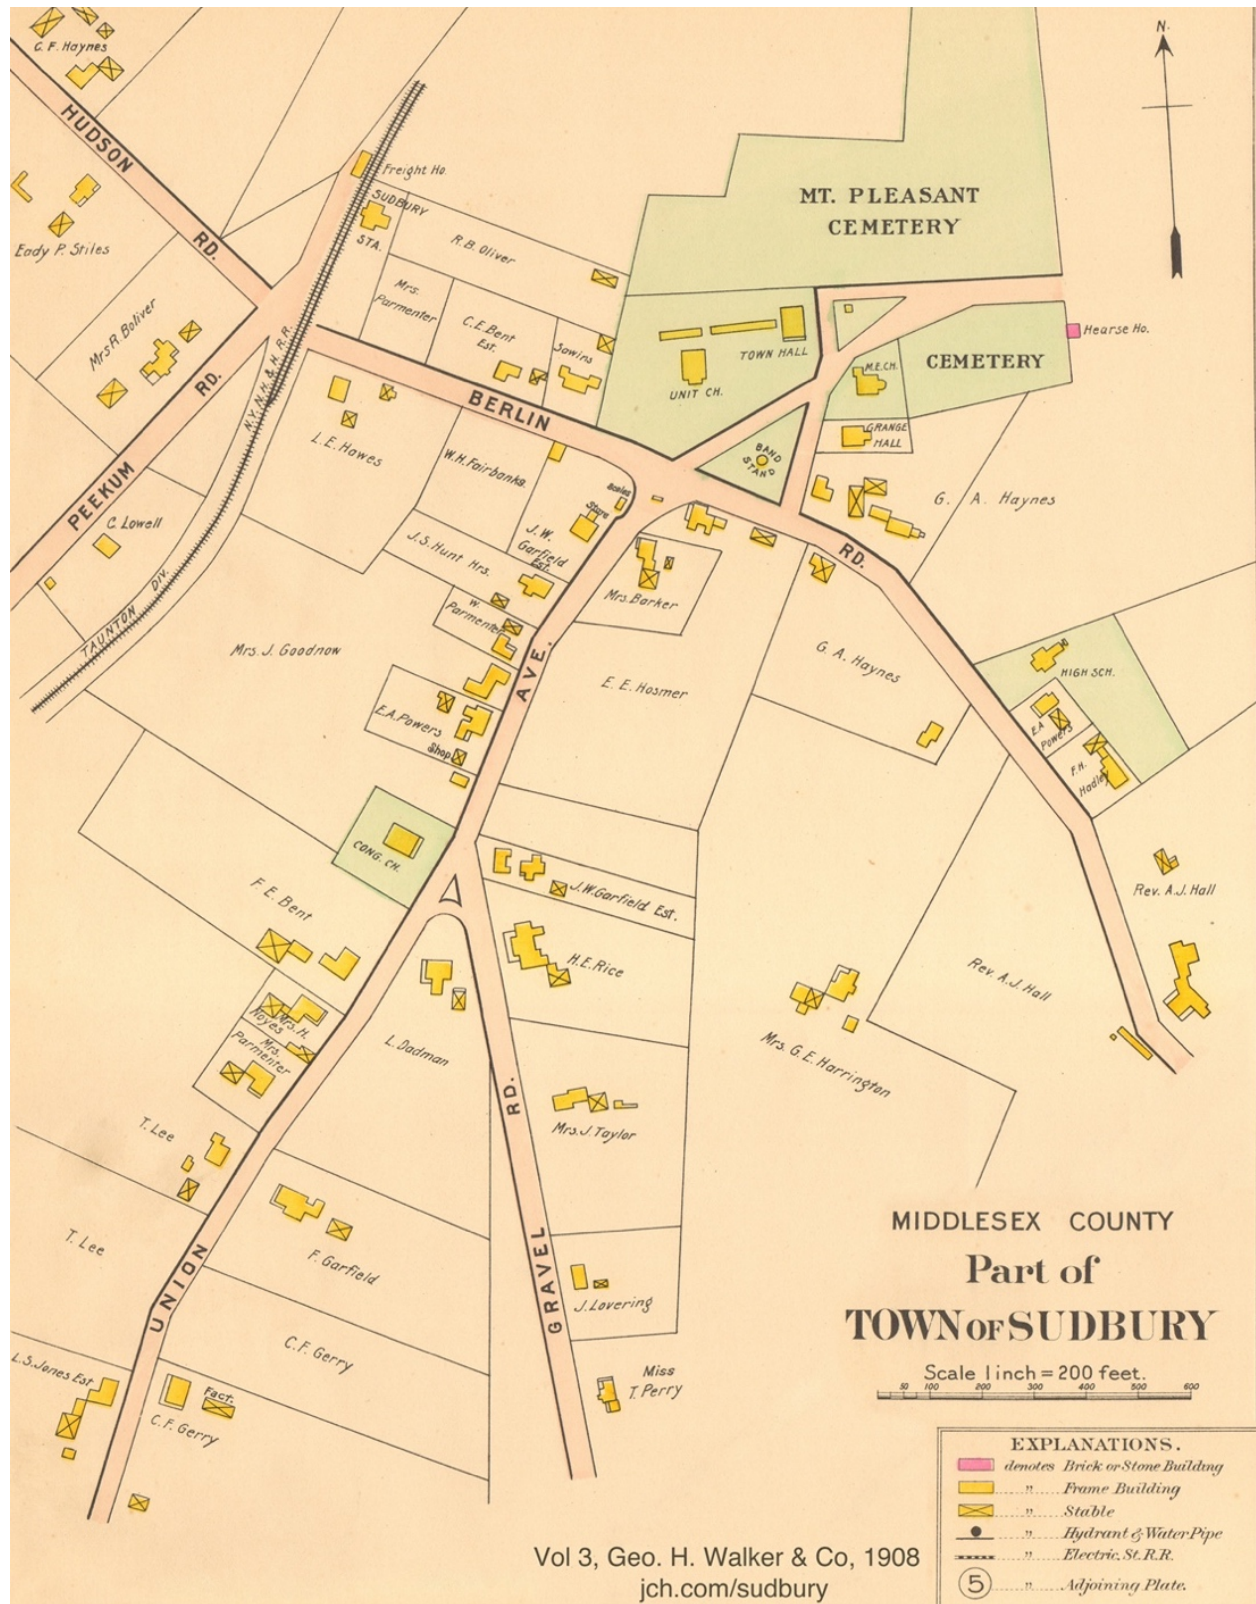 C. F. Haynes
HUDSON
RD.
Eady P. Stiles
Freight Ho.
SUDBURY
STA.
R. B. Oliver
Mrs.
Parmenter
C. E. Bent
Est.
Sowins
Mrs R. Boliver
N.Y.N.H. & H. R.R.
PEEKUM
RD.
C. Lowell
TAUNTON DIV.
L. E. Hawes
BERLIN
RD.
W. H. Fairbanks
J. W.
Garfield
Est.
Store
Scales
J. S. Hunt Hrs.
W.
Parmenter
Mrs. J. Goodnow
E. A. Powers
Shop
CONG. CH.
N.
MT. PLEASANT
CEMETERY
TOWN HALL
UNIT CH.
M.E. CH.
CEMETERY
Hearse Ho.
GRANGE
HALL
BAND
STAND
G. A. Haynes
Mrs. Barker
AVE.
E. E. Hosmer
G. A. Haynes
HIGH SCH.
E.A.
Powers
F. H.
Hadley
Rev. A. J. Hall
Rev. A. J. Hall
J. W. Garfield Est.
H. E. Rice
Mrs. G. E. Harrington
F. E. Bent
Mrs. H.
Noyes
Mrs.
Parmenter
L. Dadman
T. Lee
T. Lee
UNION
GRAVEL
RD.
Mrs. J. Taylor
F. Garfield
J. Lovering
C. F. Gerry
Miss
T. Perry
L. S. Jones Est
Fact.
C. F. Gerry
MIDDLESEX COUNTY
Part of
TOWN OF SUDBURY
Scale 1 inch = 200 feet.
50 100 200 300 400 500 600
EXPLANATIONS.
denotes Brick or Stone Building
" Frame Building
" Stable
" Hydrant & Water Pipe
" Electric St. R.R.
5 " Adjoining Plate.
Vol 3, Geo. H. Walker & Co, 1908
jch.com/sudbury